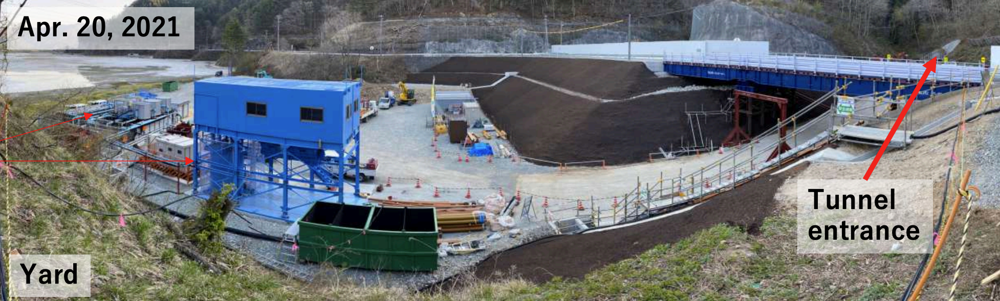 Apr. 20, 2021
Tunnel
entrance
Yard